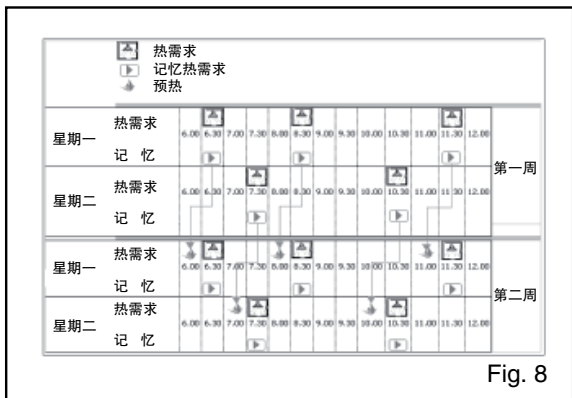 热需求
记忆热需求
预热
星期一 热需求 6.00 6.30 7.00 7.30 8.00 8.30 9.00 9.30 10.00 10.30 11.00 11.30 12.00
记 忆
第一周
星期二 热需求 6.00 6.30 7.00 7.30 8.00 8.30 9.00 9.30 10.00 10.30 11.00 11.30 12.00
记 忆
星期一 热需求 6.00 6.30 7.00 7.30 8.00 8.30 9.00 9.30 10.00 10.30 11.00 11.30 12.00
记 忆
第二周
星期二 热需求 6.00 6.30 7.00 7.30 8.00 8.30 9.00 9.30 10.00 10.30 11.00 11.30 12.00
记 忆
Fig. 8